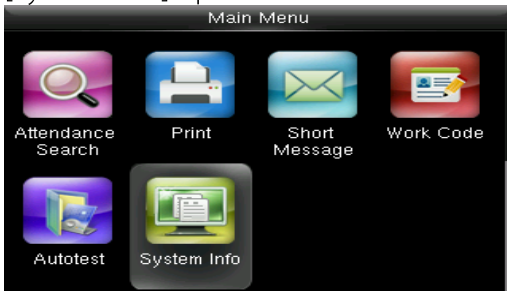 Main Menu
Attendance
Search
Print
Short
Message
Work Code
Autotest
System Info